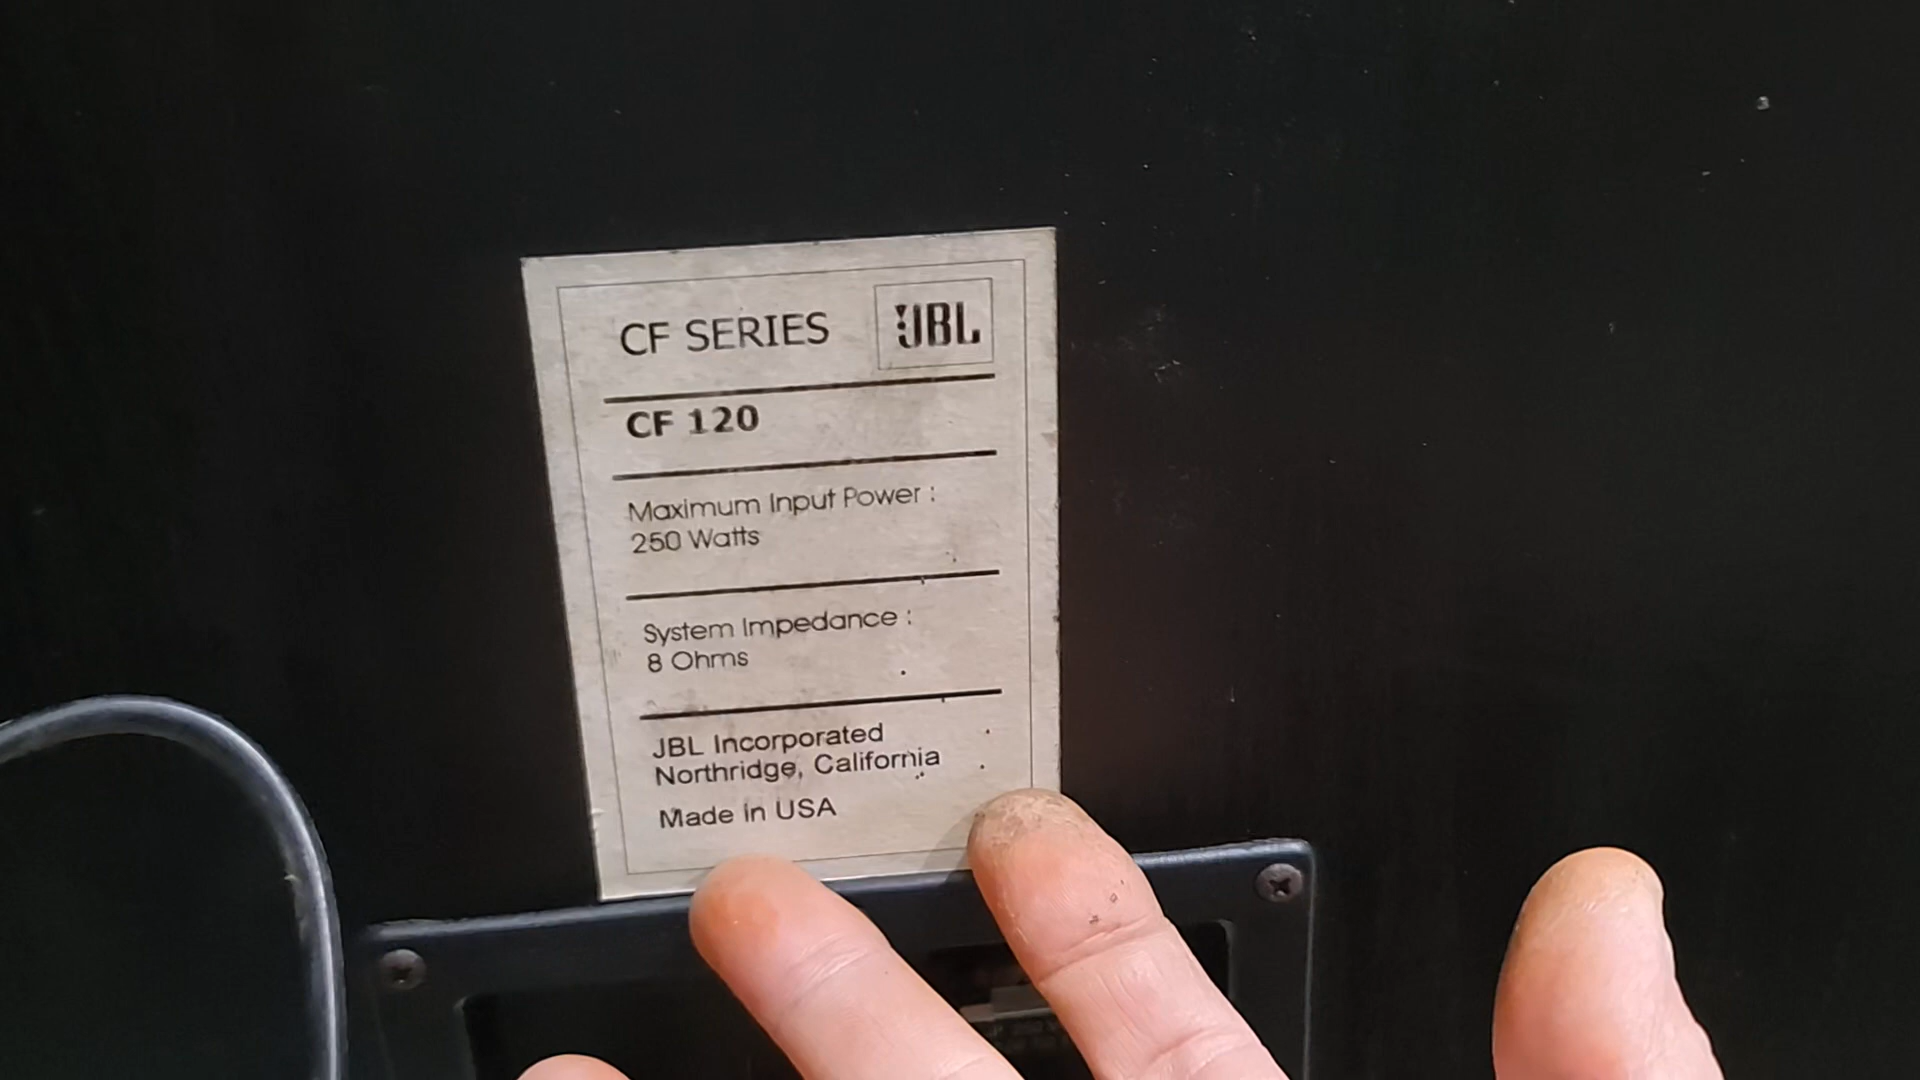 CF SERIES JBL
CF 120
Maximum Input Power :
250 Watts
System Impedance :
8 Ohms
JBL Incorporated
Northridge, California
Made in USA